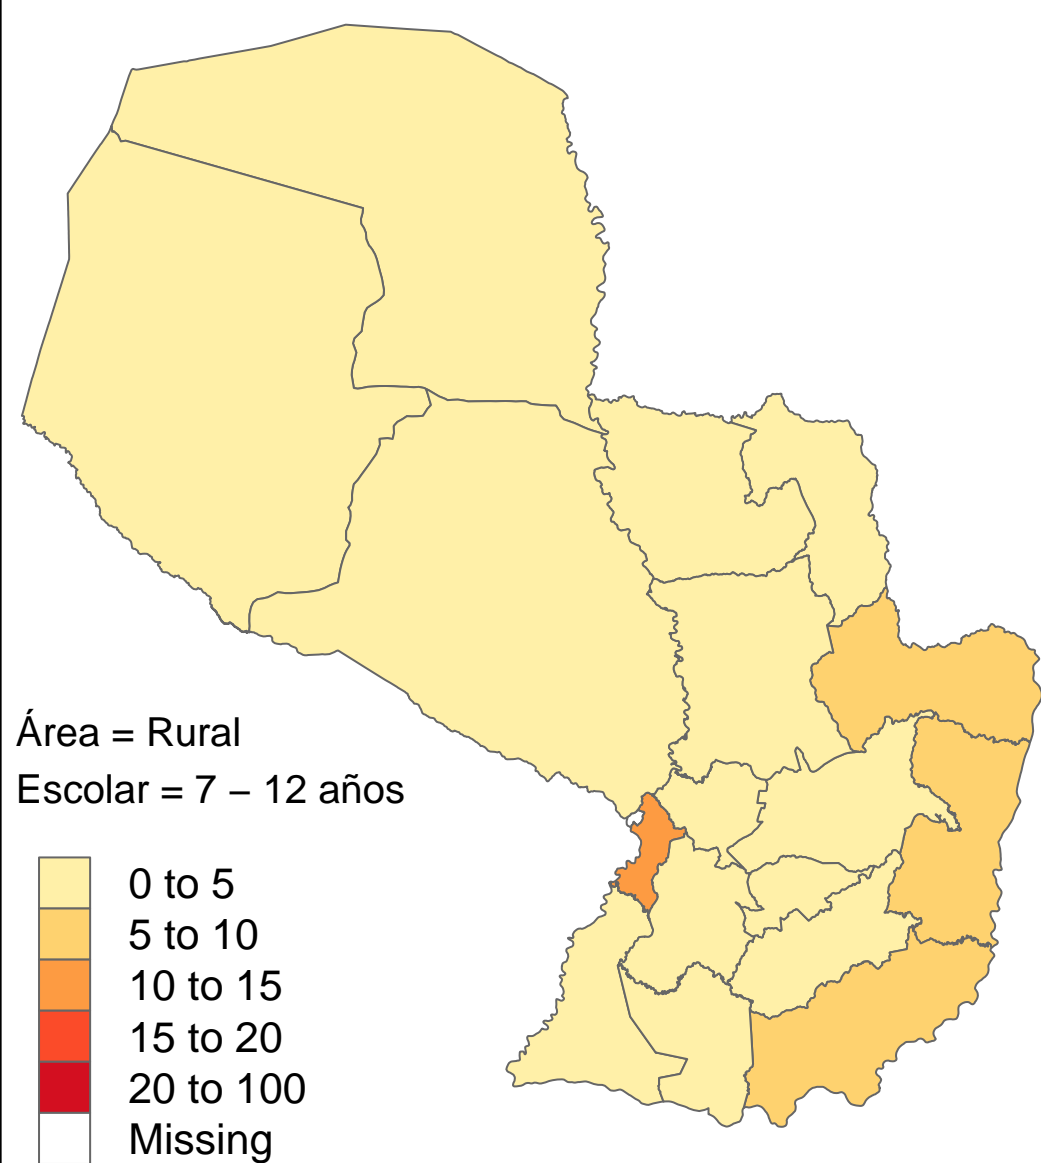 Área = Rural
Escolar = 7 – 12 años
0 to 5
5 to 10
10 to 15
15 to 20
20 to 100
Missing